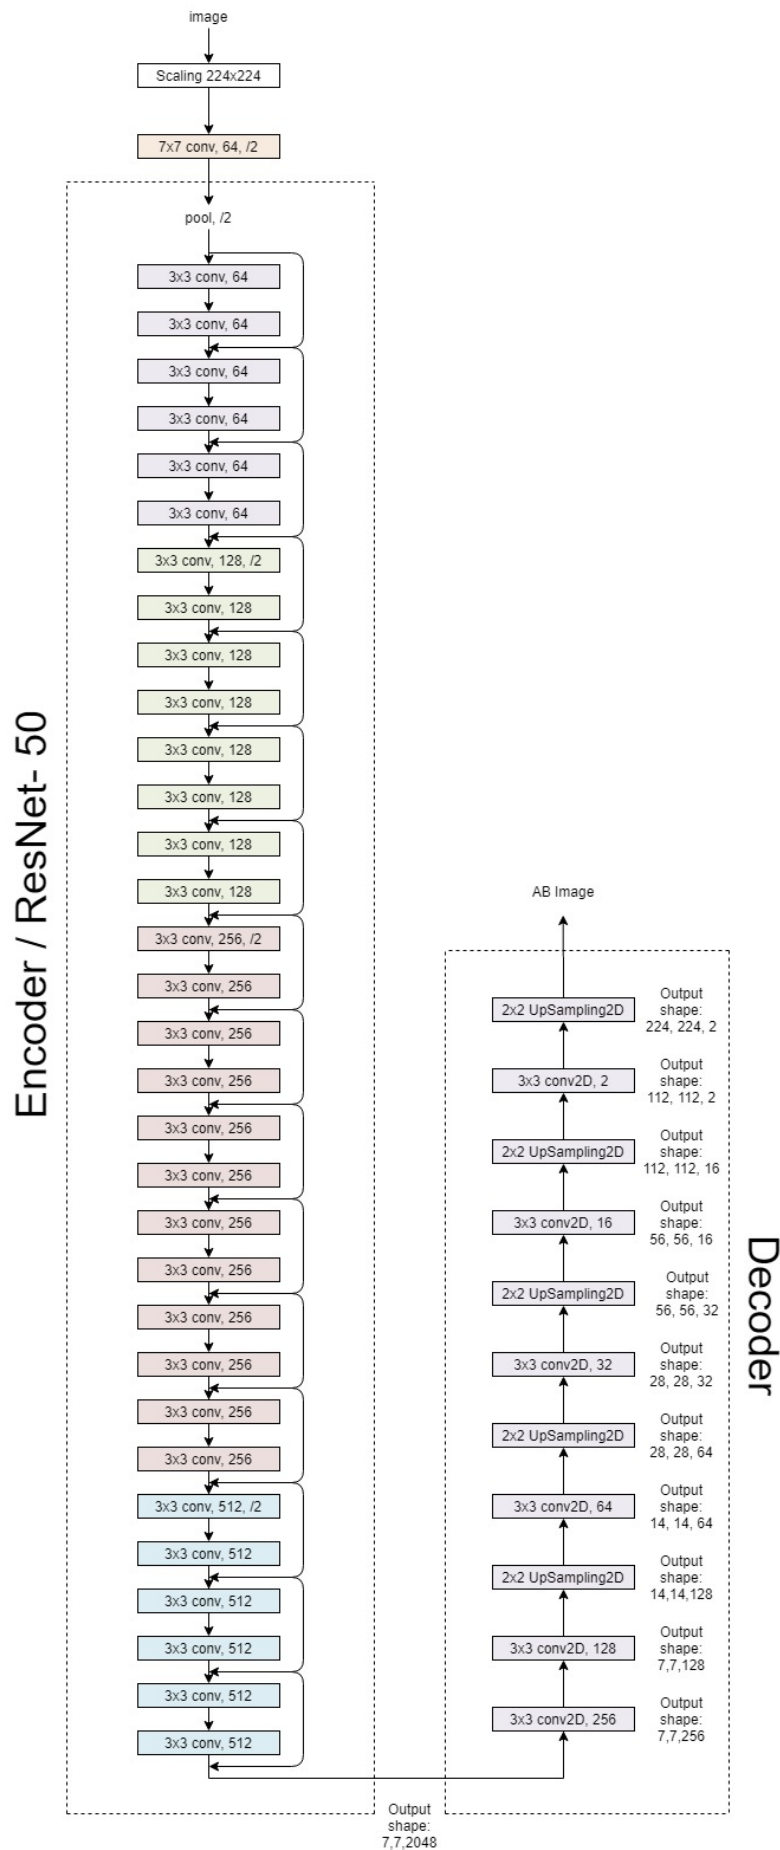 image
Scaling 224x224
7x7 conv, 64, /2
pool, /2
3x3 conv, 64
3x3 conv, 64
3x3 conv, 64
3x3 conv, 64
3x3 conv, 64
3x3 conv, 64
3x3 conv, 128, /2
3x3 conv, 128
3x3 conv, 128
3x3 conv, 128
3x3 conv, 128
3x3 conv, 128
3x3 conv, 128
3x3 conv, 128
3x3 conv, 256, /2
3x3 conv, 256
3x3 conv, 256
3x3 conv, 256
3x3 conv, 256
3x3 conv, 256
3x3 conv, 256
3x3 conv, 256
3x3 conv, 256
3x3 conv, 256
3x3 conv, 256
3x3 conv, 256
3x3 conv, 512, /2
3x3 conv, 512
3x3 conv, 512
3x3 conv, 512
3x3 conv, 512
3x3 conv, 512
Encoder / ResNet- 50
Output
shape:
7,7,2048
AB Image
2x2 UpSampling2D
Output
shape:
224, 224, 2
3x3 conv2D, 2
Output
shape:
112, 112, 2
2x2 UpSampling2D
Output
shape:
112, 112, 16
3x3 conv2D, 16
Output
shape:
56, 56, 16
2x2 UpSampling2D
Output
shape:
56, 56, 32
3x3 conv2D, 32
Output
shape:
28, 28, 32
2x2 UpSampling2D
Output
shape:
28, 28, 64
3x3 conv2D, 64
Output
shape:
14, 14, 64
2x2 UpSampling2D
Output
shape:
14,14,128
3x3 conv2D, 128
Output
shape:
7,7,128
3x3 conv2D, 256
Output
shape:
7,7,256
Decoder